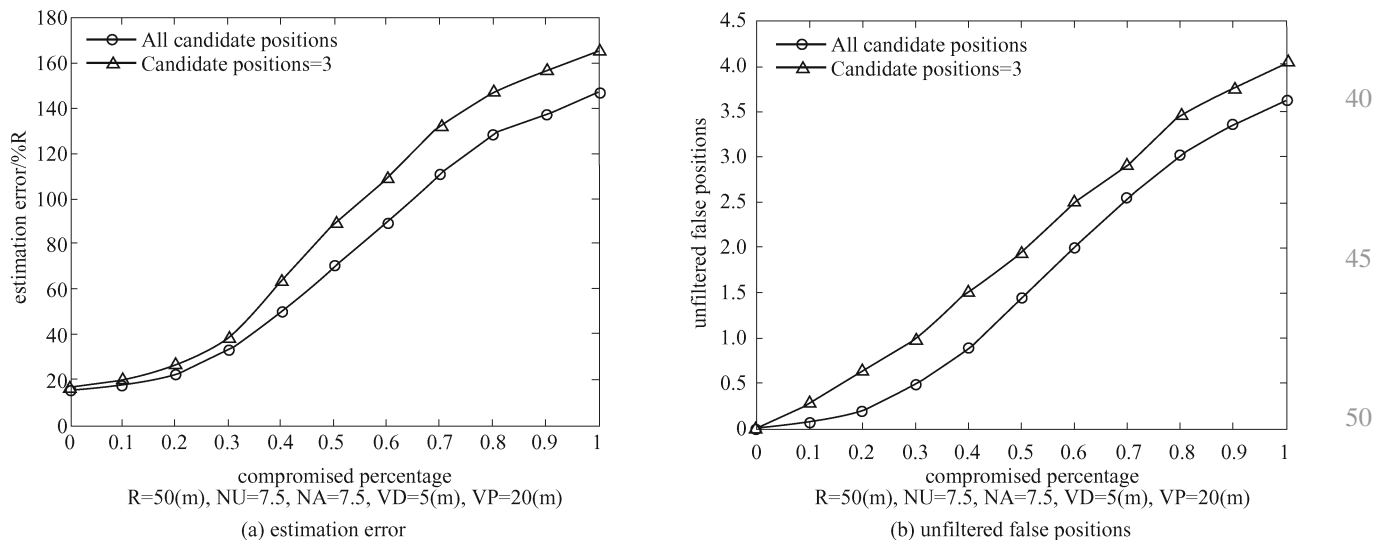 180
160
140
120
100
80
60
40
20
0
estimation error/%R
All candidate positions
Candidate positions=3
0 0.1 0.2 0.3 0.4 0.5 0.6 0.7 0.8 0.9 1
compromised percentage
R=50(m), NU=7.5, NA=7.5, VD=5(m), VP=20(m)
(a) estimation error
4.5
4.0
3.5
3.0
2.5
2.0
1.5
1.0
0.5
0
unfiltered false positions
All candidate positions
Candidate positions=3
0 0.1 0.2 0.3 0.4 0.5 0.6 0.7 0.8 0.9 1
compromised percentage
R=50(m), NU=7.5, NA=7.5, VD=5(m), VP=20(m)
(b) unfiltered false positions
40
45
50